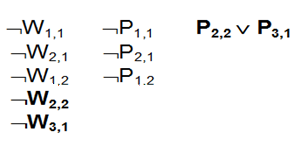 ¬W1,1 ¬P1,1 P2,2 ∨ P3,1
¬W2,1 ¬P2,1
¬W1,2 ¬P1,2
¬W2,2
¬W3,1